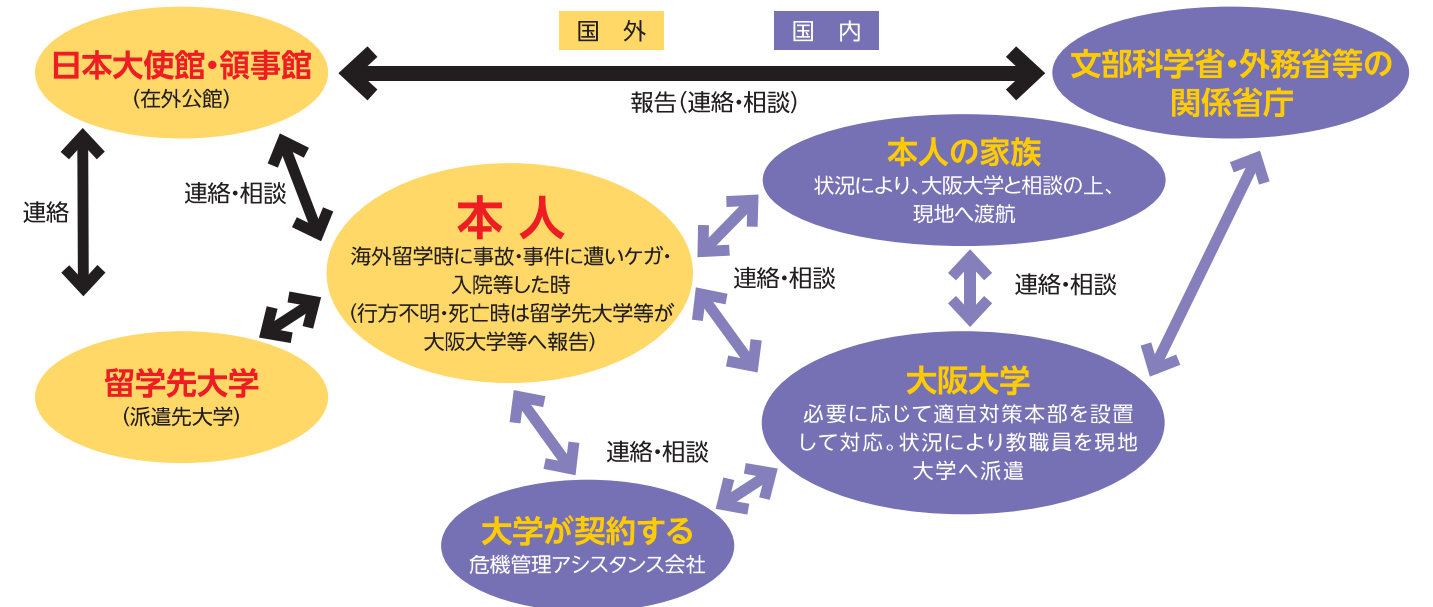 国　外
国　内
日本大使館・領事館
(在外公館)
報告(連絡・相談)
文部科学省・外務省等の
関係省庁
連絡
連絡・相談
本人の家族
状況により、大阪大学と相談の上、
現地へ渡航
本 人
海外留学時に事故・事件に遭いケガ・
入院等した時
(行方不明・死亡時は留学先大学等が
大阪大学等へ報告)
連絡・相談
連絡・相談
留学先大学
(派遣先大学)
大阪大学
必要に応じて適宜対策本部を設置
して対応。状況により教職員を現地
大学へ派遣
連絡・相談
大学が契約する
危機管理アシスタンス会社